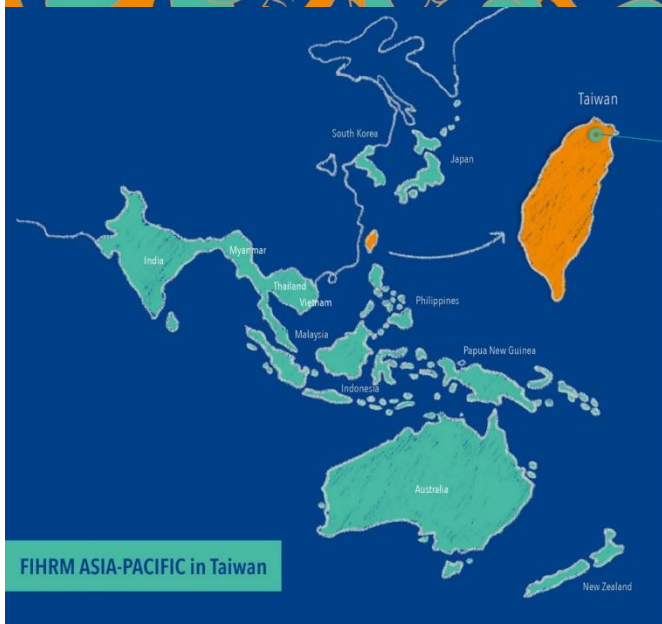 Taiwan
South Korea
Japan
India
Myanmar
Thailand
Vietnam
Philippines
Malaysia
Papua New Guinea
Indonesia
Australia
FIHRM ASIA-PACIFIC in Taiwan
New Zealand